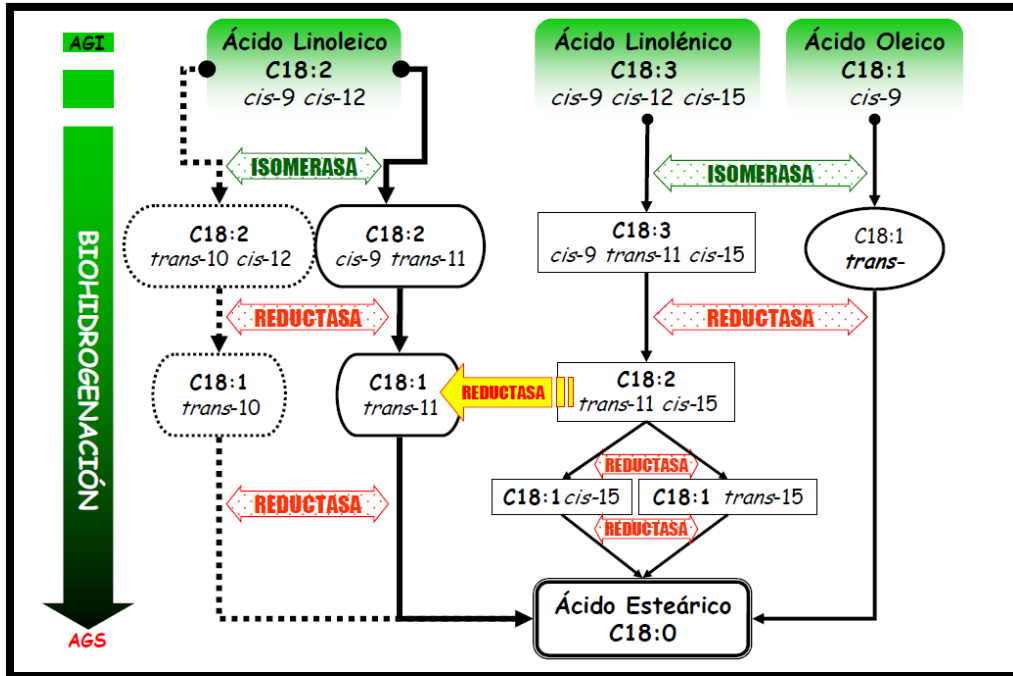 AGI
BIOHIDROGENACIÓN
AGS
Ácido Linoleico
C18:2
cis-9 cis-12
Ácido Linolénico
C18:3
cis-9 cis-12 cis-15
Ácido Oleico
C18:1
cis-9
ISOMERASA
ISOMERASA
C18:2
trans-10 cis-12
C18:2
cis-9 trans-11
C18:3
cis-9 trans-11 cis-15
C18:1
trans-
REDUCTASA
REDUCTASA
C18:1
trans-10
C18:1
trans-11
REDUCTASA
C18:2
trans-11 cis-15
REDUCTASA
REDUCTASA
C18:1 cis-15
C18:1 trans-15
REDUCTASA
Ácido Esteárico
C18:0